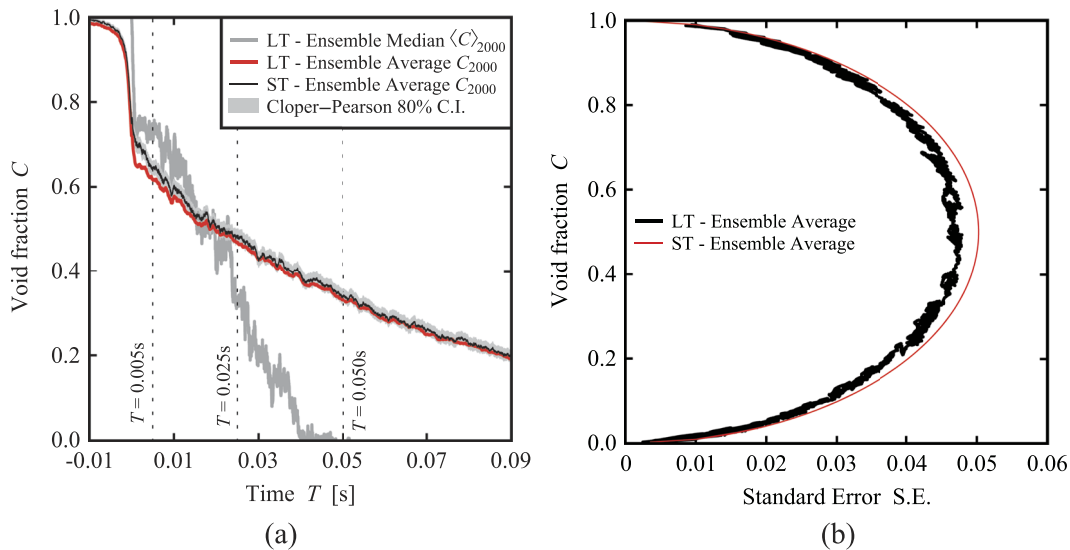 (a)
1.0
0.8
0.6
0.4
0.2
0.0
Void fraction C
LT - Ensemble Median ⟨C⟩2000
LT - Ensemble Average C2000
ST - Ensemble Average C2000
Cloper–Pearson 80% C.I.
T = 0.005s
T = 0.025s
T = 0.050s
-0.01 0.01 0.03 0.05 0.07 0.09
Time T [s]
(a)
(b)
1.0
0.8
0.6
0.4
0.2
0.0
Void fraction C
LT - Ensemble Average
ST - Ensemble Average
0 0.01 0.02 0.03 0.04 0.05 0.06
Standard Error S.E.
(b)